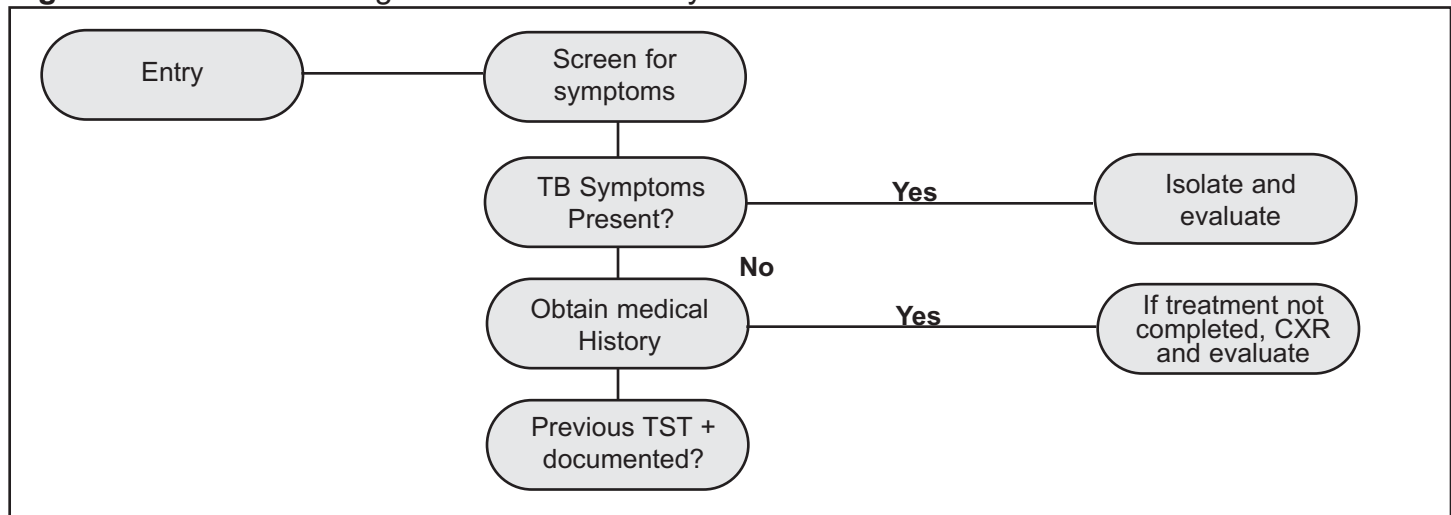 Entry
Screen for
symptoms
TB Symptoms
Present?
Yes
Isolate and
evaluate
No
Obtain medical
History
Yes
If treatment not
completed, CXR
and evaluate
Previous TST +
documented?